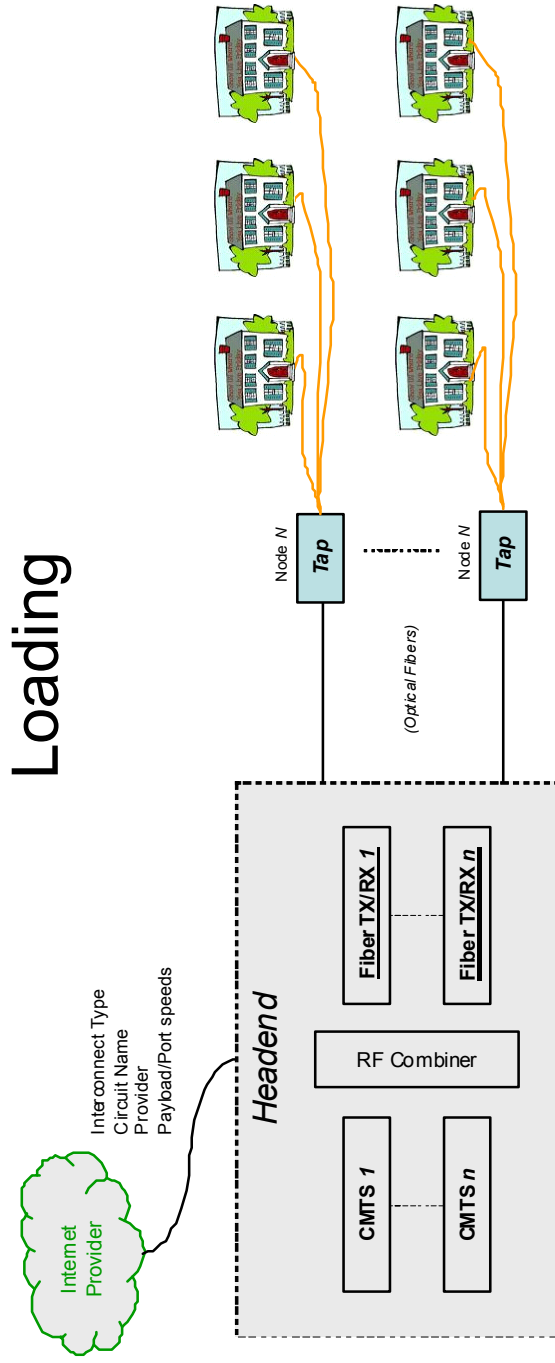 Loading
Internet
Provider
Interconnect Type
Circuit Name
Provider
Payload/Port speeds
Headend
CMTS 1
CMTS n
RF Combiner
Fiber TX/RX 1
Fiber TX/RX n
(Optical Fibers)
Node N
Tap
Node N
Tap